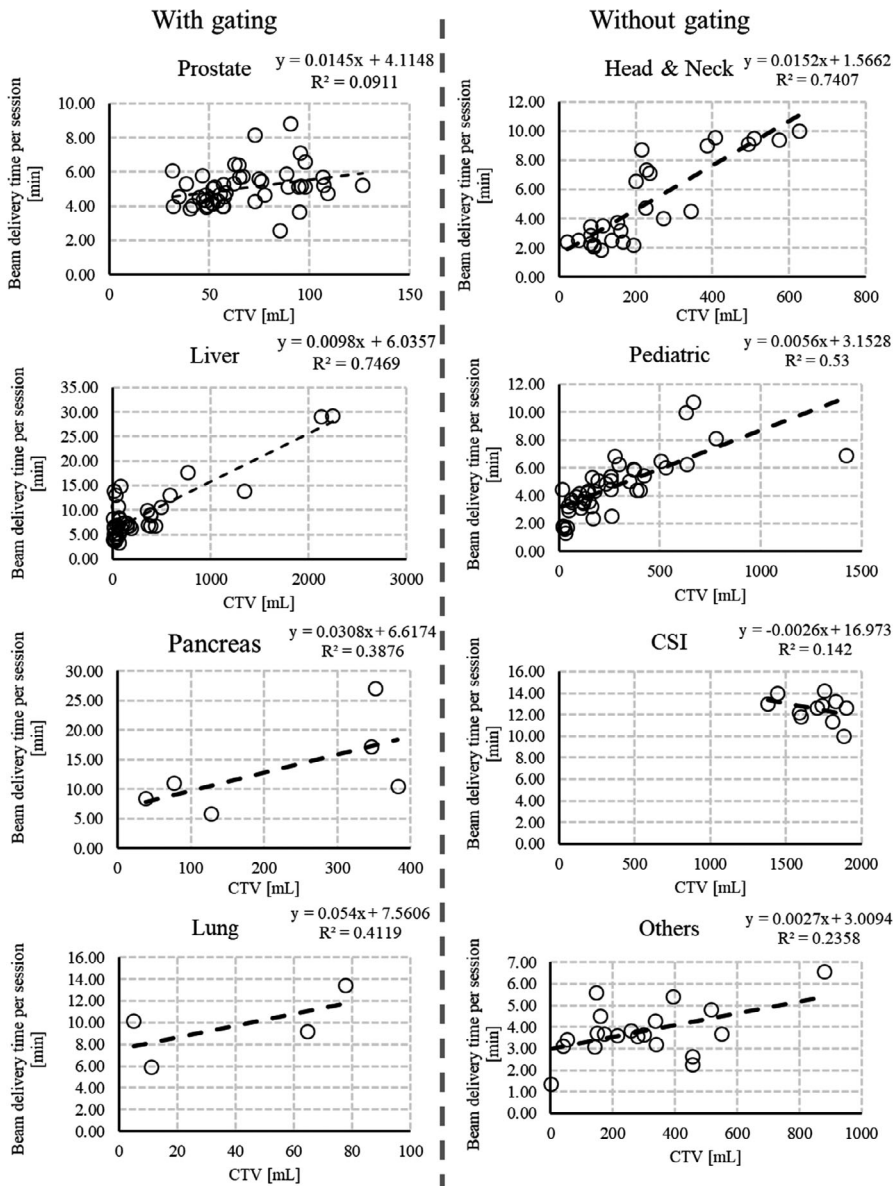 With gating
Prostate
y = 0.0145x + 4.1148
R² = 0.0911
Beam delivery time per session
[min]
10.00
8.00
6.00
4.00
2.00
0.00
0 50 100 150
CTV [mL]
Liver
y = 0.0098x + 6.0357
R² = 0.7469
Beam delivery time per session
[min]
35.00
30.00
25.00
20.00
15.00
10.00
5.00
0.00
0 1000 2000 3000
CTV [mL]
Pancreas
y = 0.0308x + 6.6174
R² = 0.3876
Beam delivery time per session
[min]
30.00
25.00
20.00
15.00
10.00
5.00
0.00
0 100 200 300 400
CTV [mL]
Lung
y = 0.054x + 7.5606
R² = 0.4119
Beam delivery time per session
[min]
16.00
14.00
12.00
10.00
8.00
6.00
4.00
2.00
0.00
0 20 40 60 80 100
CTV [mL]
Without gating
Head & Neck
y = 0.0152x + 1.5662
R² = 0.7407
Beam delivery time per session
[min]
12.00
10.00
8.00
6.00
4.00
2.00
0.00
0 200 400 600 800
CTV [mL]
Pediatric
y = 0.0056x + 3.1528
R² = 0.53
Beam delivery time per session
[min]
12.00
10.00
8.00
6.00
4.00
2.00
0.00
0 500 1000 1500
CTV [mL]
CSI
y = -0.0026x + 16.973
R² = 0.142
Beam delivery time per session
[min]
16.00
14.00
12.00
10.00
8.00
6.00
4.00
2.00
0.00
0 500 1000 1500 2000
CTV [mL]
Others
y = 0.0027x + 3.0094
R² = 0.2358
Beam delivery time per session
[min]
7.00
6.00
5.00
4.00
3.00
2.00
1.00
0.00
0 200 400 600 800 1000
CTV [mL]